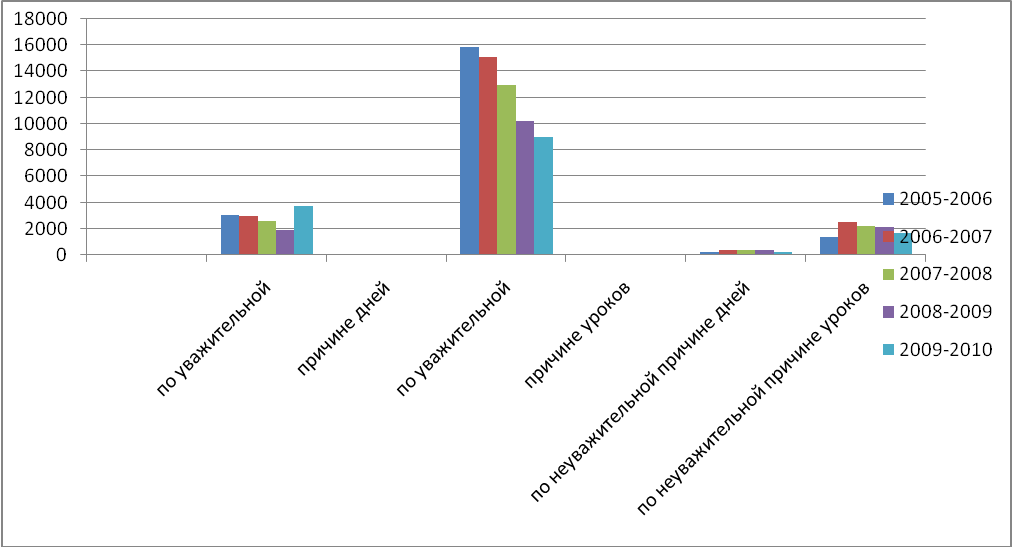 18000
16000
14000
12000
10000
8000
6000
4000
2000
0
по уважительной
причине дней
по уважительной
причине уроков
по неуважительной причине дней
по неуважительной причине уроков
2005-2006
2006-2007
2007-2008
2008-2009
2009-2010